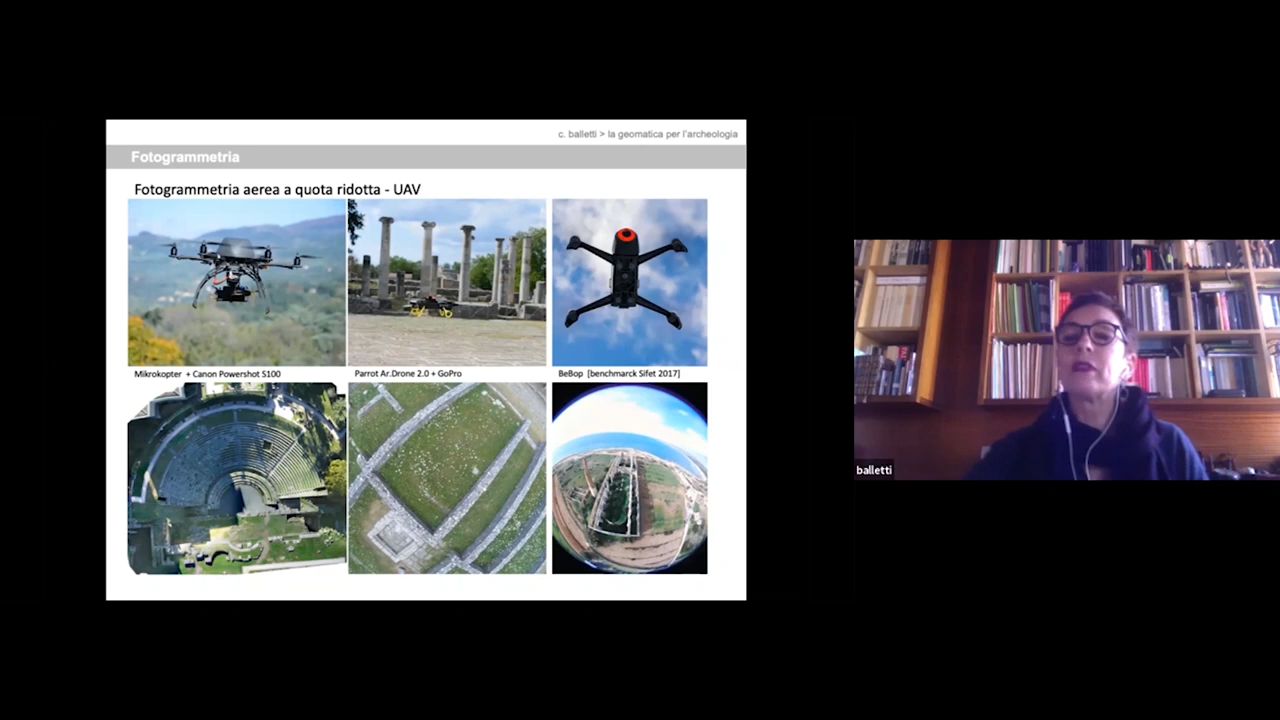 c. balletti > la geomatica per l'archeologia
Fotogrammetria
Fotogrammetria aerea a quota ridotta - UAV
Mikrokopter + Canon Powershot S100
Parrot Ar.Drone 2.0 + GoPro
BeBop [benchmarck Sifet 2017]
balletti